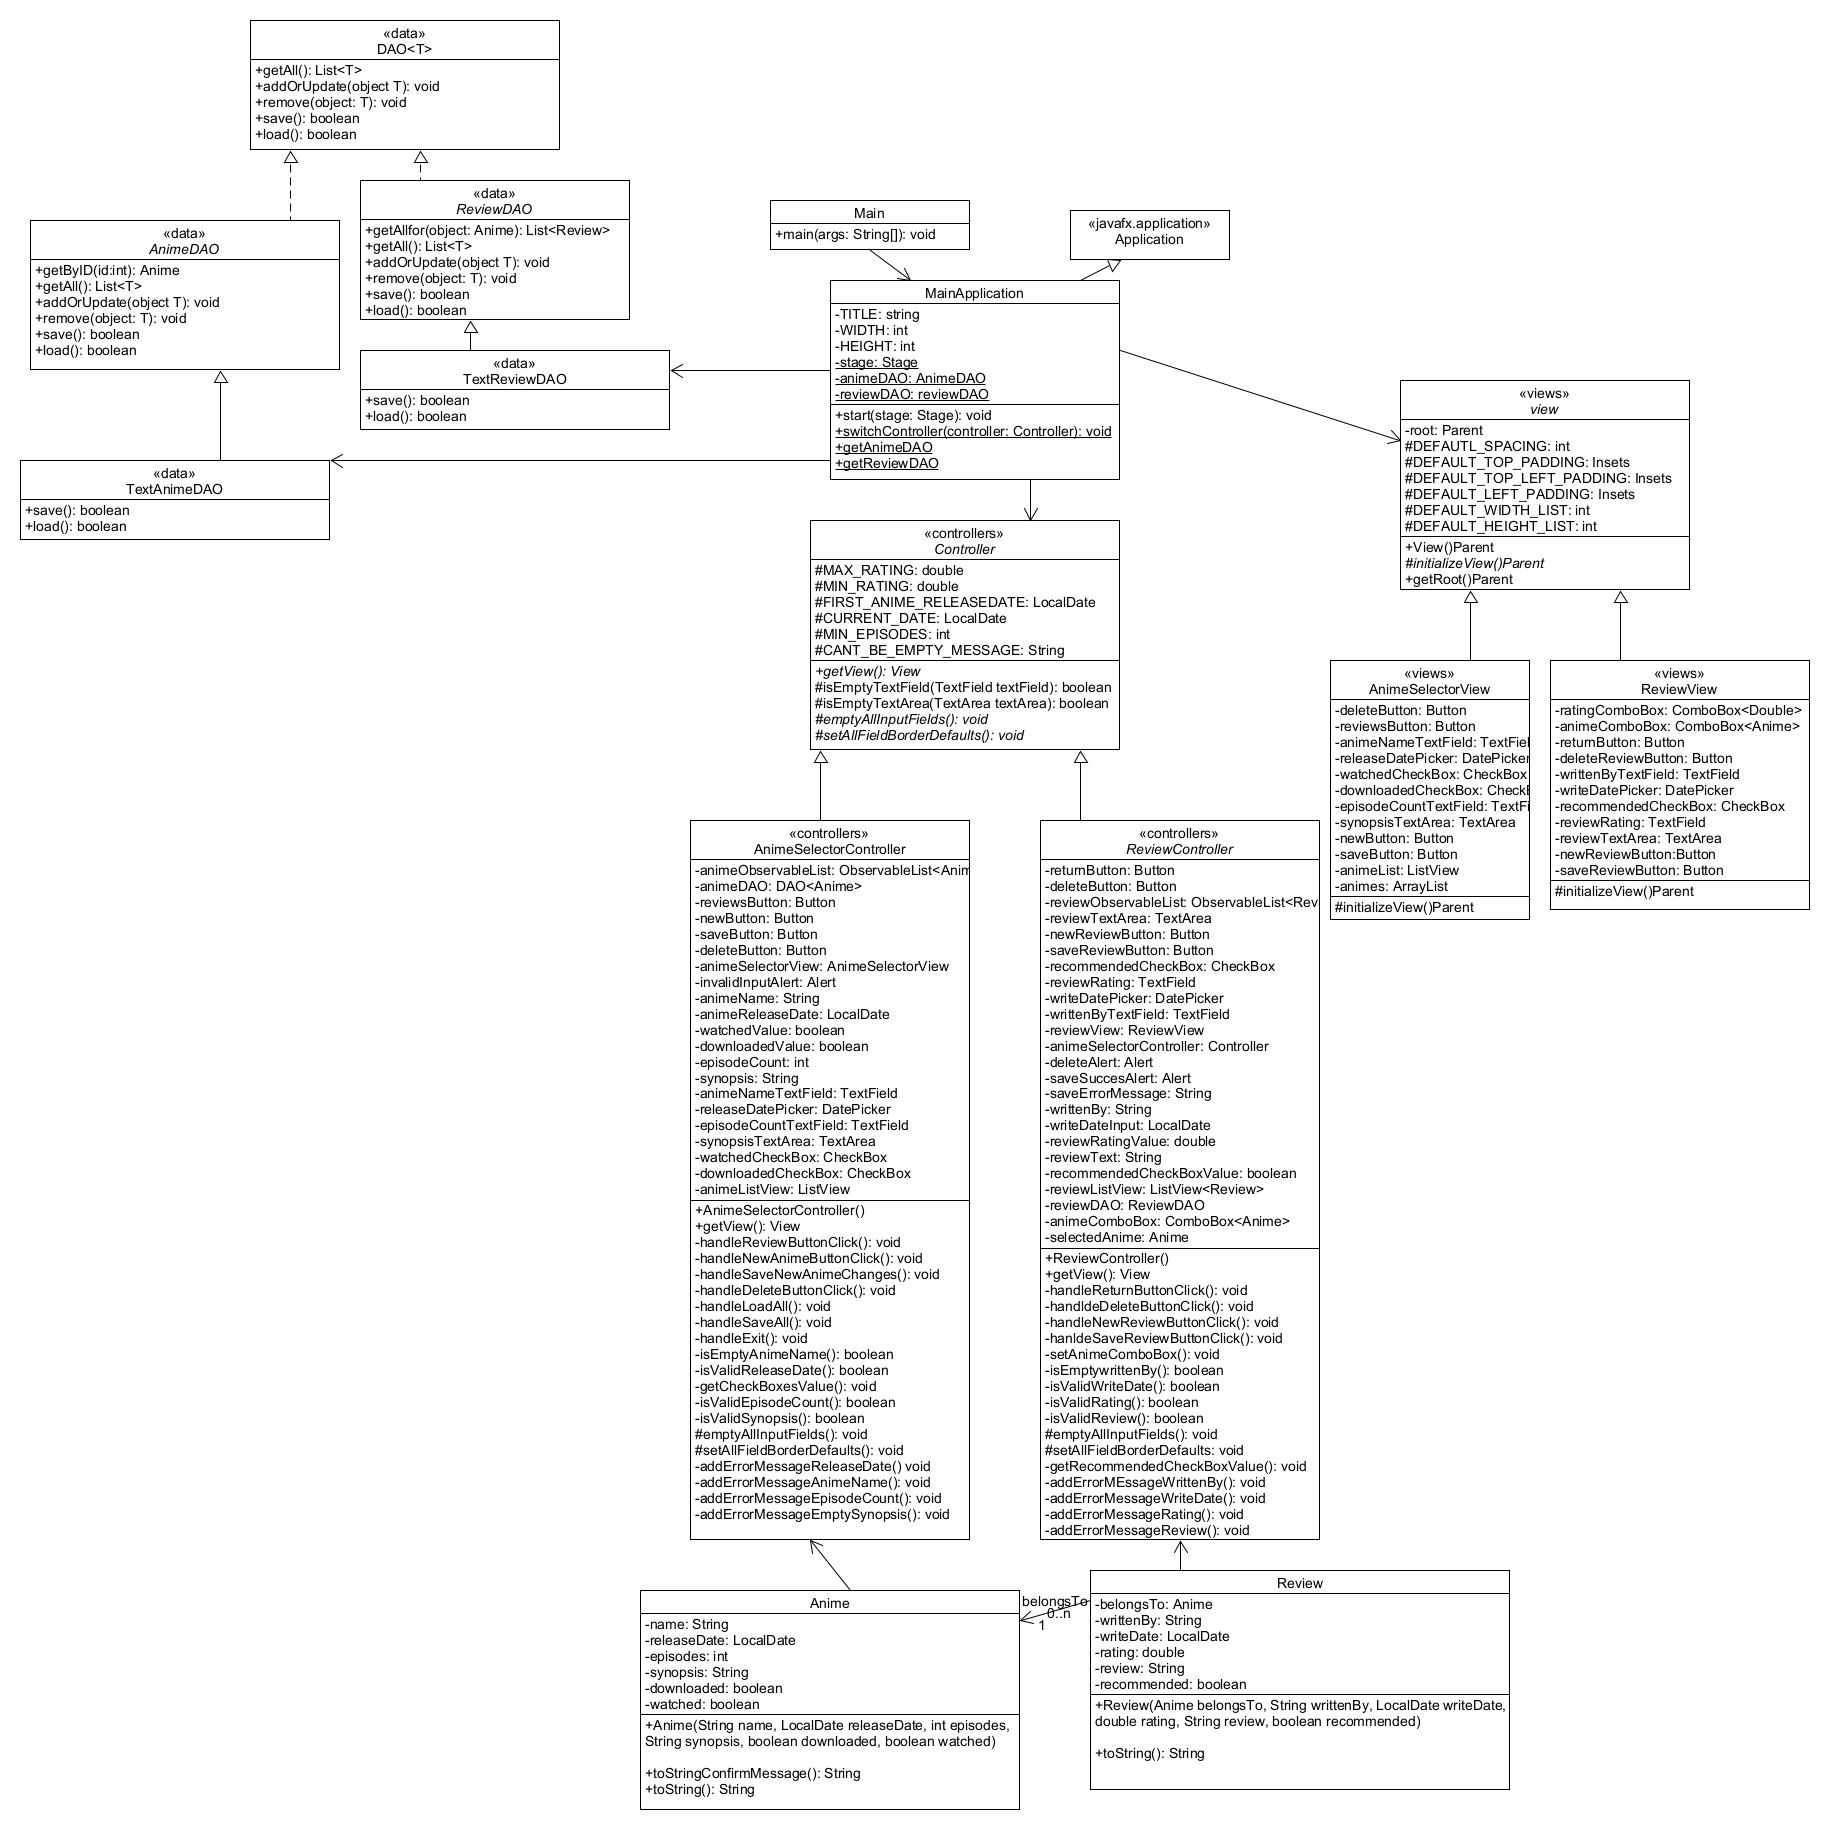 «data»
DAO<T>
+getAll(): List<T>
+addOrUpdate(object T): void
+remove(object: T): void
+save(): boolean
+load(): boolean
«data»
AnimeDAO
+getByID(id:int): Anime
+getAll(): List<T>
+addOrUpdate(object T): void
+remove(object: T): void
+save(): boolean
+load(): boolean
«data»
ReviewDAO
+getAllfor(object: Anime): List<Review>
+getAll(): List<T>
+addOrUpdate(object T): void
+remove(object: T): void
+save(): boolean
+load(): boolean
«data»
TextReviewDAO
+save(): boolean
+load(): boolean
«data»
TextAnimeDAO
+save(): boolean
+load(): boolean
Main
+main(args: String[]): void
«javafx.application»
Application
MainApplication
-TITLE: string
-WIDTH: int
-HEIGHT: int
-stage: Stage
-animeDAO: AnimeDAO
-reviewDAO: reviewDAO
+start(stage: Stage): void
+switchController(controller: Controller): void
+getAnimeDAO
+getReviewDAO
«views»
view
-root: Parent
#DEFAUTL_SPACING: int
#DEFAULT_TOP_PADDING: Insets
#DEFAULT_TOP_LEFT_PADDING: Insets
#DEFAULT_LEFT_PADDING: Insets
#DEFAULT_WIDTH_LIST: int
#DEFAULT_HEIGHT_LIST: int
+View()Parent
#initializeView()Parent
+getRoot()Parent
«controllers»
Controller
#MAX_RATING: double
#MIN_RATING: double
#FIRST_ANIME_RELEASEDATE: LocalDate
#CURRENT_DATE: LocalDate
#MIN_EPISODES: int
#CANT_BE_EMPTY_MESSAGE: String
+getView(): View
#isEmptyTextField(TextField textField): boolean
#isEmptyTextArea(TextArea textArea): boolean
#emptyAllInputFields(): void
#setAllFieldBorderDefaults(): void
«views»
AnimeSelectorView
-deleteButton: Button
-reviewsButton: Button
-animeNameTextField: TextFiel
-releaseDatePicker: DatePicker
-watchedCheckBox: CheckBox
-downloadedCheckBox: CheckB
-episodeCountTextField: TextFi
-synopsisTextArea: TextArea
-newButton: Button
-saveButton: Button
-animeList: ListView
-animes: ArrayList
#initializeView()Parent
«views»
ReviewView
-ratingComboBox: ComboBox<Double>
-animeComboBox: ComboBox<Anime>
-returnButton: Button
-deleteReviewButton: Button
-writtenByTextField: TextField
-writeDatePicker: DatePicker
-recommendedCheckBox: CheckBox
-reviewRating: TextField
-reviewTextArea: TextArea
-newReviewButton:Button
-saveReviewButton: Button
#initializeView()Parent
«controllers»
AnimeSelectorController
-animeObservableList: ObservableList<Anim
-animeDAO: DAO<Anime>
-reviewsButton: Button
-newButton: Button
-saveButton: Button
-deleteButton: Button
-animeSelectorView: AnimeSelectorView
-invalidInputAlert: Alert
-animeName: String
-animeReleaseDate: LocalDate
-watchedValue: boolean
-downloadedValue: boolean
-episodeCount: int
-synopsis: String
-animeNameTextField: TextField
-releaseDatePicker: DatePicker
-episodeCountTextField: TextField
-synopsisTextArea: TextArea
-watchedCheckBox: CheckBox
-downloadedCheckBox: CheckBox
-animeListView: ListView
+AnimeSelectorController()
+getView(): View
-handleReviewButtonClick(): void
-handleNewAnimeButtonClick(): void
-handleSaveNewAnimeChanges(): void
-handleDeleteButtonClick(): void
-handleLoadAll(): void
-handleSaveAll(): void
-handleExit(): void
-isEmptyAnimeName(): boolean
-isValidReleaseDate(): boolean
-getCheckBoxesValue(): void
-isValidEpisodeCount(): boolean
-isValidSynopsis(): boolean
#emptyAllInputFields(): void
#setAllFieldBorderDefaults(): void
-addErrorMessageReleaseDate() void
-addErrorMessageAnimeName(): void
-addErrorMessageEpisodeCount(): void
-addErrorMessageEmptySynopsis(): void
«controllers»
ReviewController
-returnButton: Button
-deleteButton: Button
-reviewObservableList: ObservableList<Rev
-reviewTextArea: TextArea
-newReviewButton: Button
-saveReviewButton: Button
-recommendedCheckBox: CheckBox
-reviewRating: TextField
-writeDatePicker: DatePicker
-writtenByTextField: TextField
-reviewView: ReviewView
-animeSelectorController: Controller
-deleteAlert: Alert
-saveSuccesAlert: Alert
-saveErrorMessage: String
-writtenBy: String
-writeDateInput: LocalDate
-reviewRatingValue: double
-reviewText: String
-recommendedCheckBoxValue: boolean
-reviewListView: ListView<Review>
-reviewDAO: ReviewDAO
-animeComboBox: ComboBox<Anime>
-selectedAnime: Anime
+ReviewController()
+getView(): View
-handleReturnButtonClick(): void
-handldeDeleteButtonClick(): void
-handleNewReviewButtonClick(): void
-hanldeSaveReviewButtonClick(): void
-setAnimeComboBox(): void
-isEmptywrittenBy(): boolean
-isValidWriteDate(): boolean
-isValidRating(): boolean
-isValidReview(): boolean
#emptyAllInputFields(): void
#setAllFieldBorderDefaults: void
-getRecommendedCheckBoxValue(): void
-addErrorMEssageWrittenBy(): void
-addErrorMessageWriteDate(): void
-addErrorMessageRating(): void
-addErrorMessageReview(): void
Anime
-name: String
-releaseDate: LocalDate
-episodes: int
-synopsis: String
-downloaded: boolean
-watched: boolean
+Anime(String name, LocalDate releaseDate, int episodes,
String synopsis, boolean downloaded, boolean watched)
+toStringConfirmMessage(): String
+toString(): String
belongsTo
0..n
1
Review
-belongsTo: Anime
-writtenBy: String
-writeDate: LocalDate
-rating: double
-review: String
-recommended: boolean
+Review(Anime belongsTo, String writtenBy, LocalDate writeDate,
double rating, String review, boolean recommended)
+toString(): String